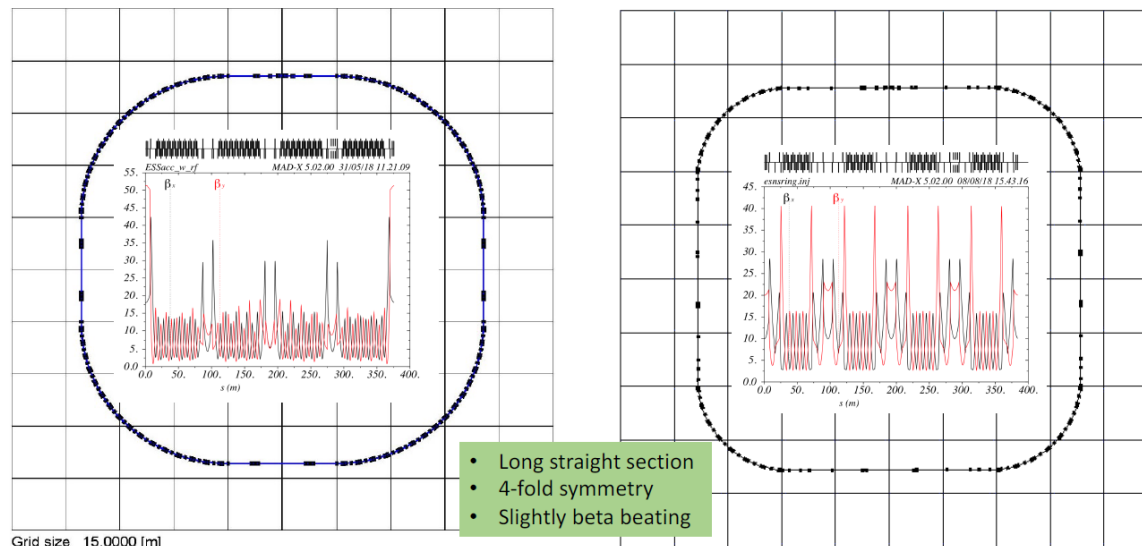 ESSacc_w_rf MAD-X 5.02.00 31/05/18 11.21.09
55.
50.
45.
40.
35.
30.
25.
20.
15.
10.
5.
0.0
βx βy
0.0 50. 100. 150. 200. 250. 300. 350. 400.
s (m)
esnsring.inj MAD-X 5.02.00 08/08/18 15.43.16
45.
40.
35.
30.
25.
20.
15.
10.
5.
0.0
βx βy
0.0 50. 100. 150. 200. 250. 300. 350. 400.
s (m)
• Long straight section
• 4-fold symmetry
• Slightly beta beating
Grid size 15.0000 [m]